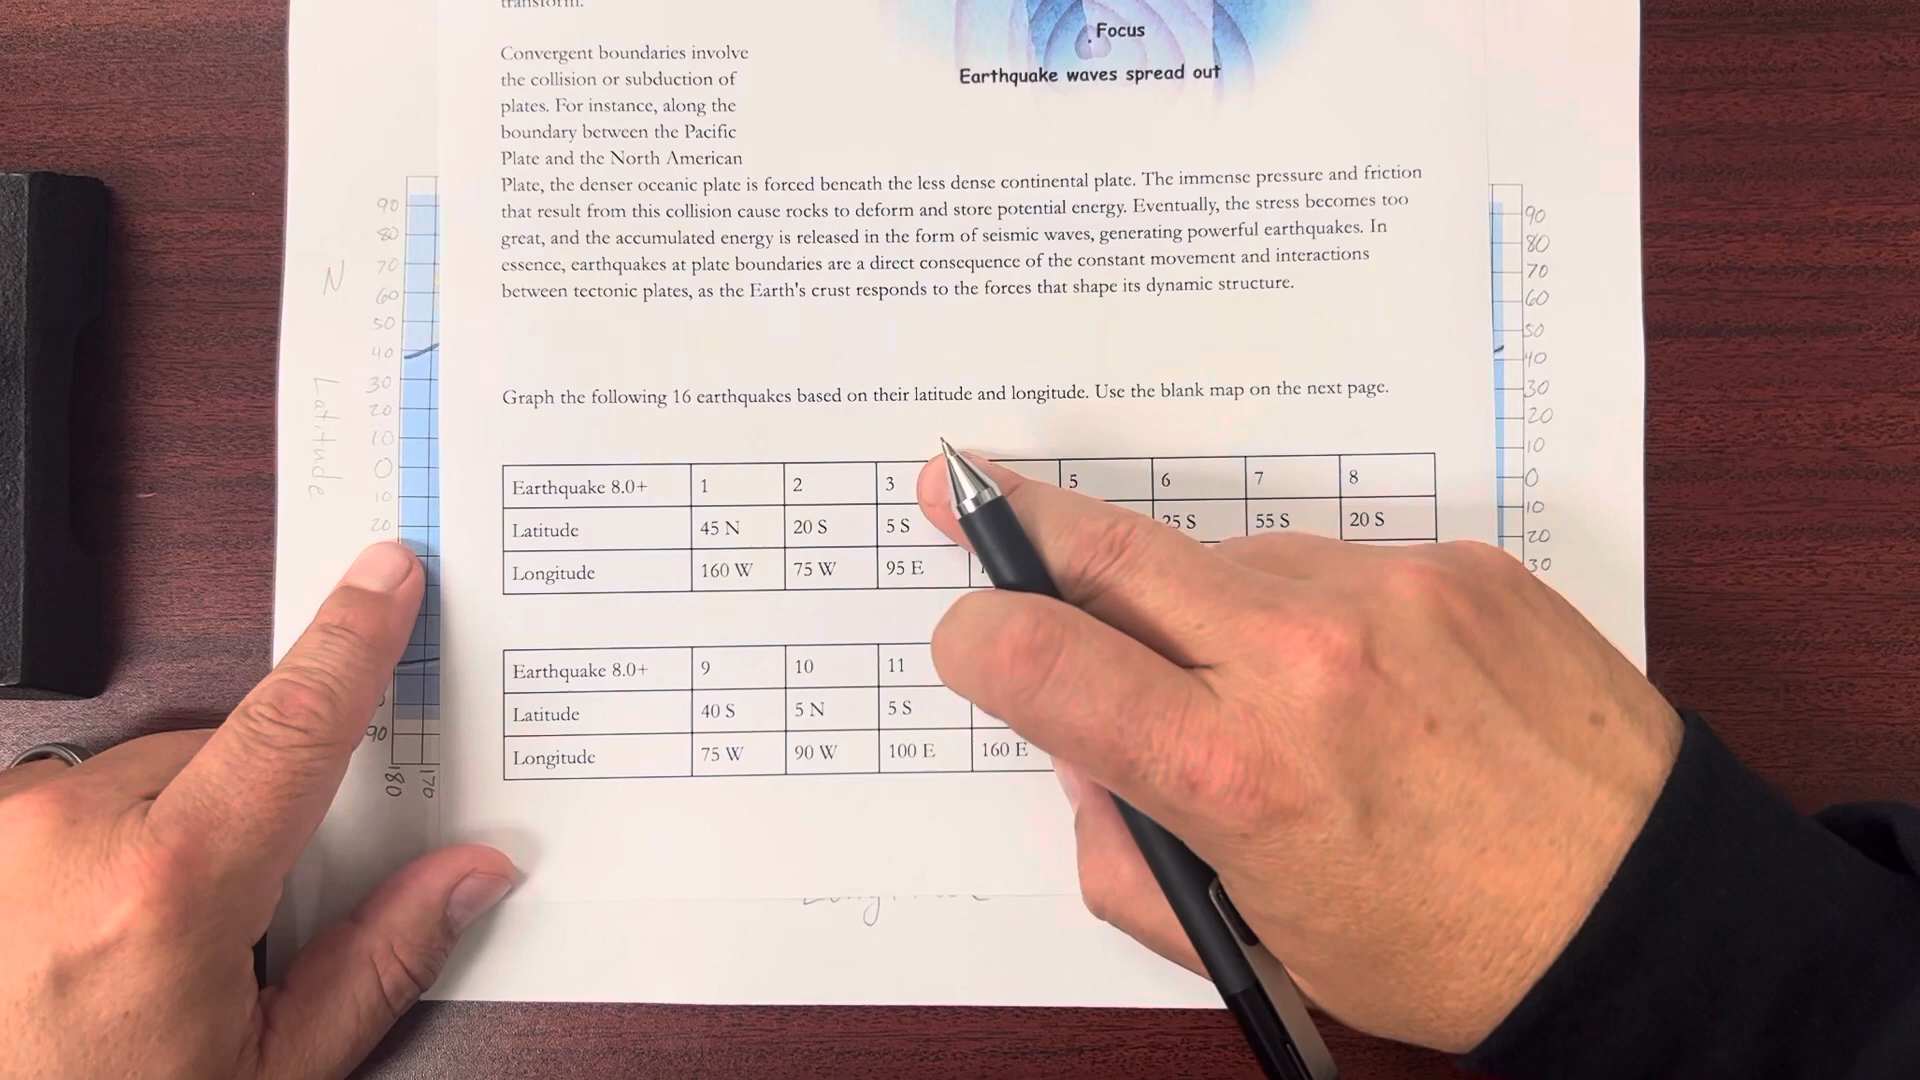 transform.
Focus
Earthquake waves spread out
Convergent boundaries involve
the collision or subduction of
plates. For instance, along the
boundary between the Pacific
Plate and the North American
Plate, the denser oceanic plate is forced beneath the less dense continental plate. The immense pressure and friction
that result from this collision cause rocks to deform and store potential energy. Eventually, the stress becomes too
great, and the accumulated energy is released in the form of seismic waves, generating powerful earthquakes. In
essence, earthquakes at plate boundaries are a direct consequence of the constant movement and interactions
between tectonic plates, as the Earth's crust responds to the forces that shape its dynamic structure.
Graph the following 16 earthquakes based on their latitude and longitude. Use the blank map on the next page.
Earthquake 8.0+ 1 2 3 5 6 7 8
Latitude 45 N 20 S 5 S 25 S 55 S 20 S
Longitude 160 W 75 W 95 E
Earthquake 8.0+ 9 10 11
Latitude 40 S 5 N 5 S
Longitude 75 W 90 W 100 E 160 E
N
Latitude
90
80
70
60
50
40
30
20
10
0
10
20
90
180
170
90
80
70
60
50
40
30
20
10
0
10
20
30